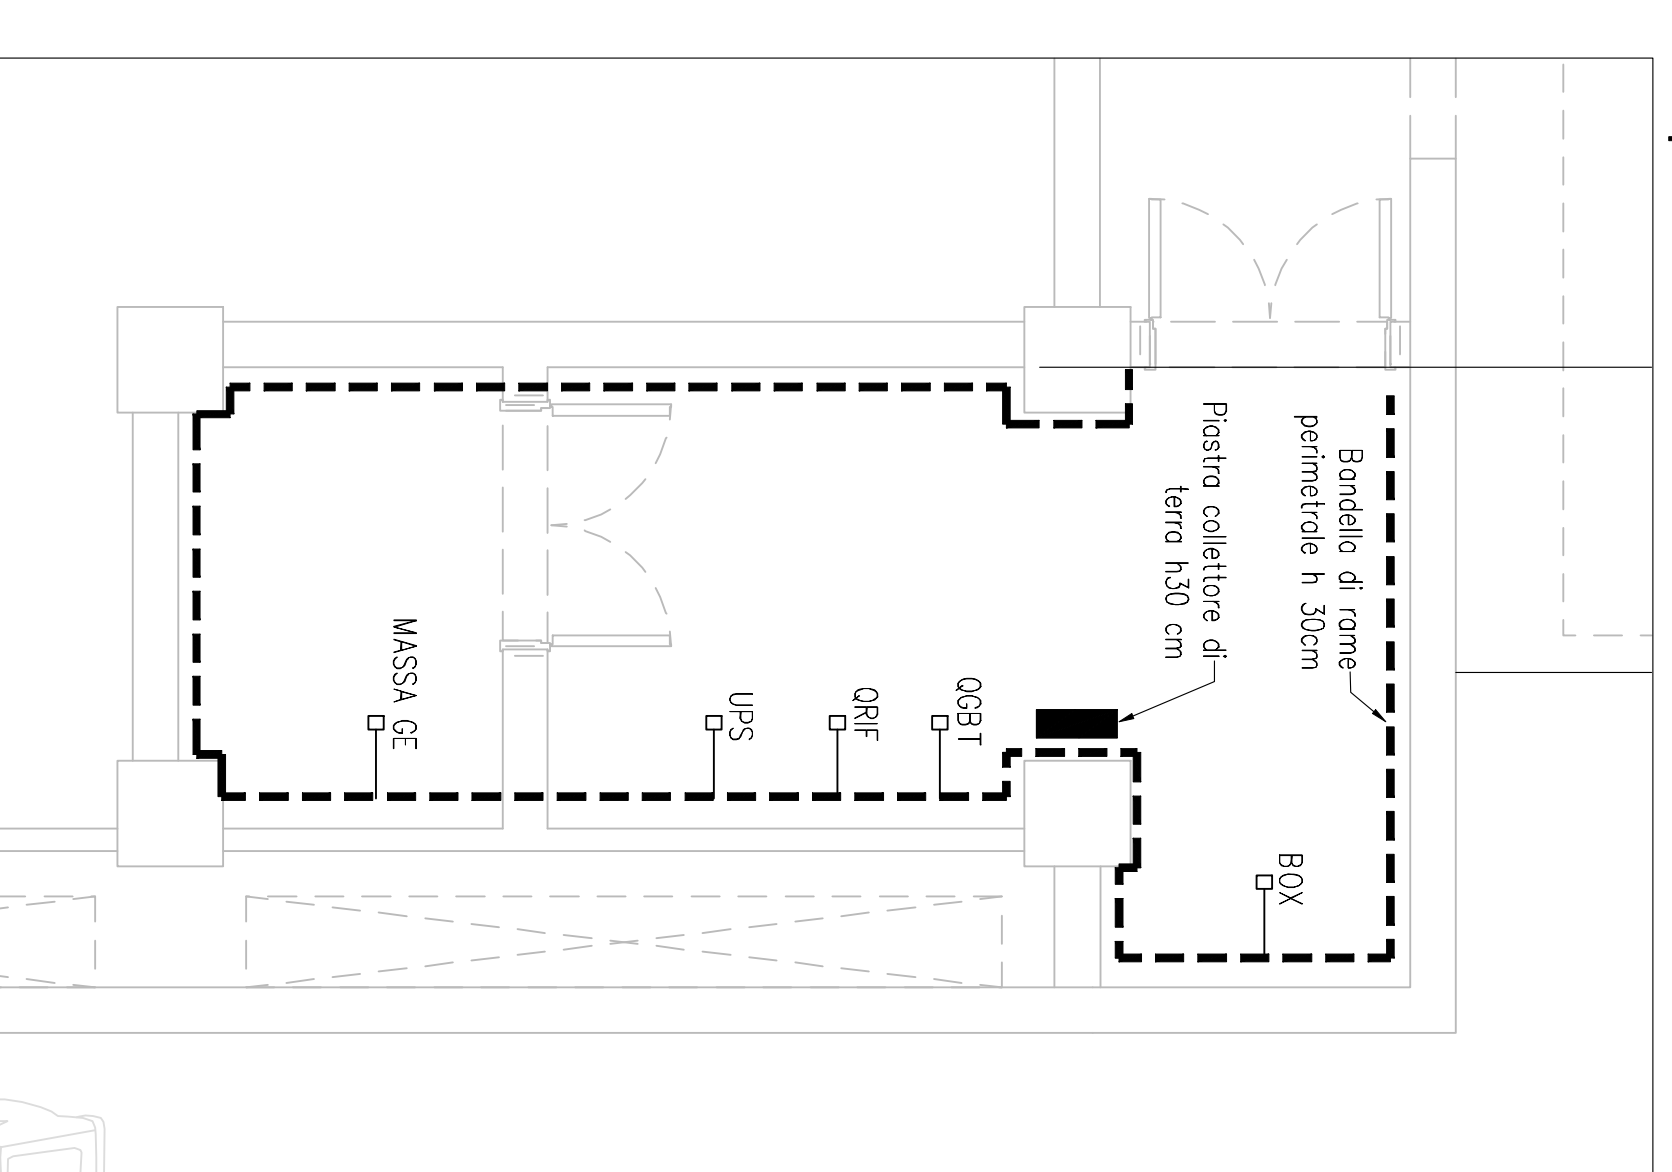 Bandella di rame
perimetrale h 30cm
Piastra collettore di
terra h30 cm
BOX
QGBT
QRIF
UPS
MASSA GE